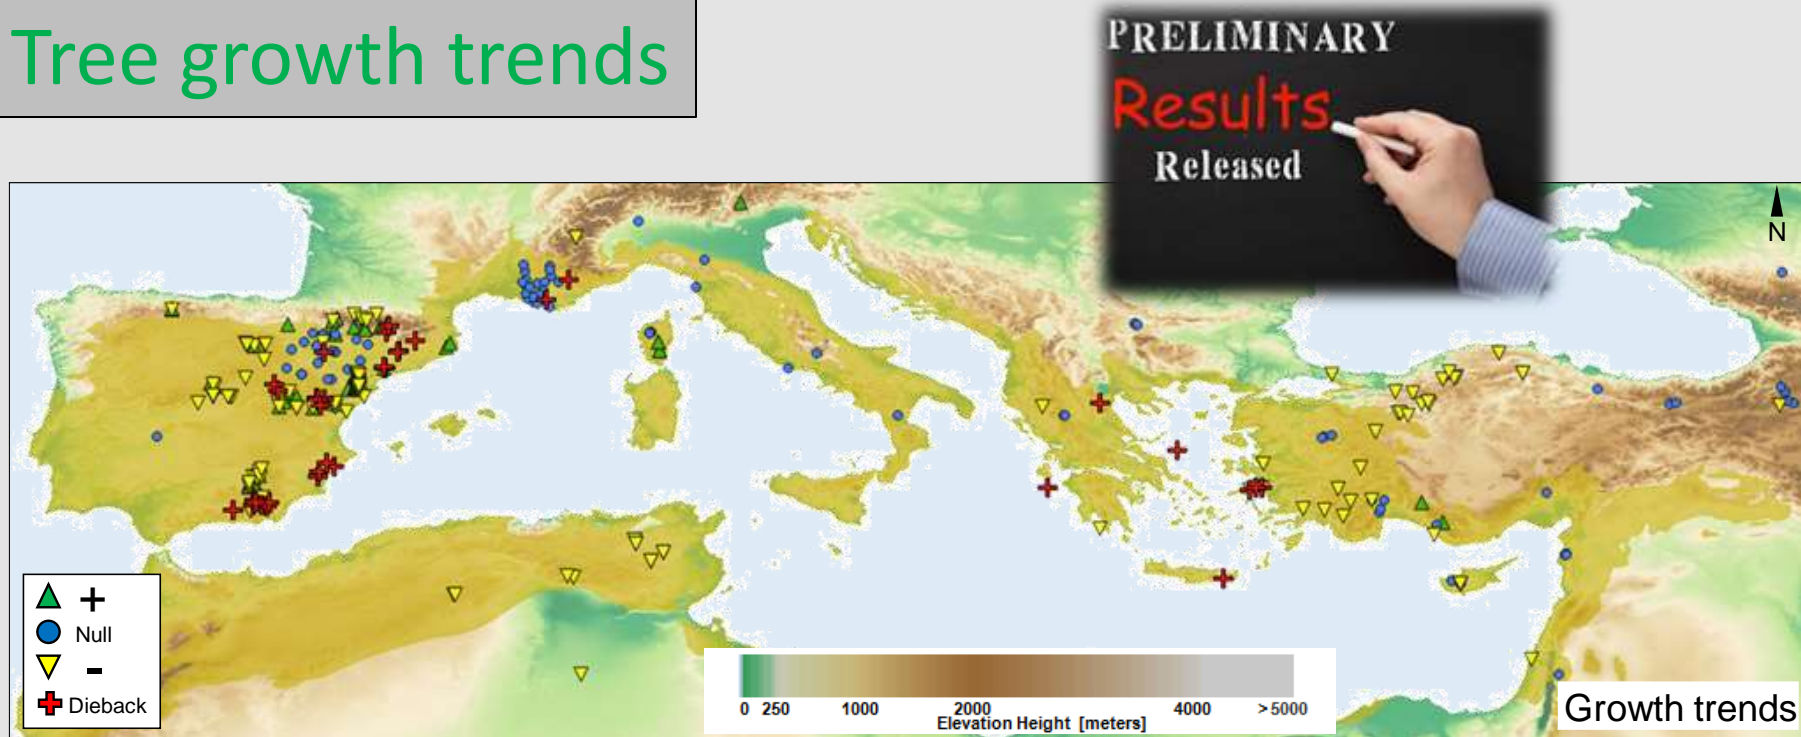 Tree growth trends
PRELIMINARY
Results
Released
N
+
Null
-
Dieback
0 250 1000 2000 4000 >5000
Elevation Height [meters]
Growth trends